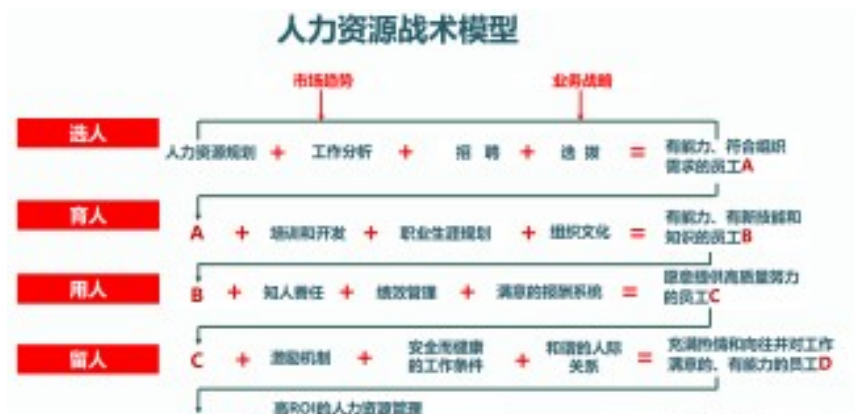 人力资源战术模型
市场趋势 业务战略
选人
人力资源规划 + 工作分析 + 招 聘 + 选 拨 = 有能力、符合组织
需求的员工A
育人
A + 培训和开发 + 职业生涯规划 + 组织文化 = 有能力、有新技能和
知识的员工B
用人
B + 知人善任 + 绩效管理 + 满意的报酬系统 = 愿意提供高质量努力
的员工C
留人
C + 激励机制 + 安全而健康
的工作条件 + 和谐的人际
关系 = 充满热情和向往并对工作
满意的、有能力的员工D
高ROI的人力资源管理